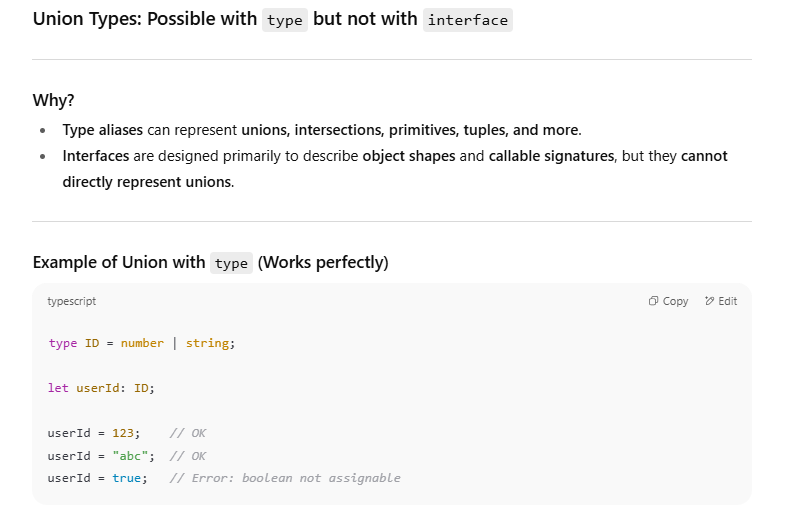 Union Types: Possible with type but not with interface
Why?
• Type aliases can represent unions, intersections, primitives, tuples, and more.
• Interfaces are designed primarily to describe object shapes and callable signatures, but they cannot
directly represent unions.
Example of Union with type (Works perfectly)
typescript Copy Edit
type ID = number | string;
let userId: ID;
userId = 123;    // OK
userId = "abc";  // OK
userId = true;   // Error: boolean not assignable